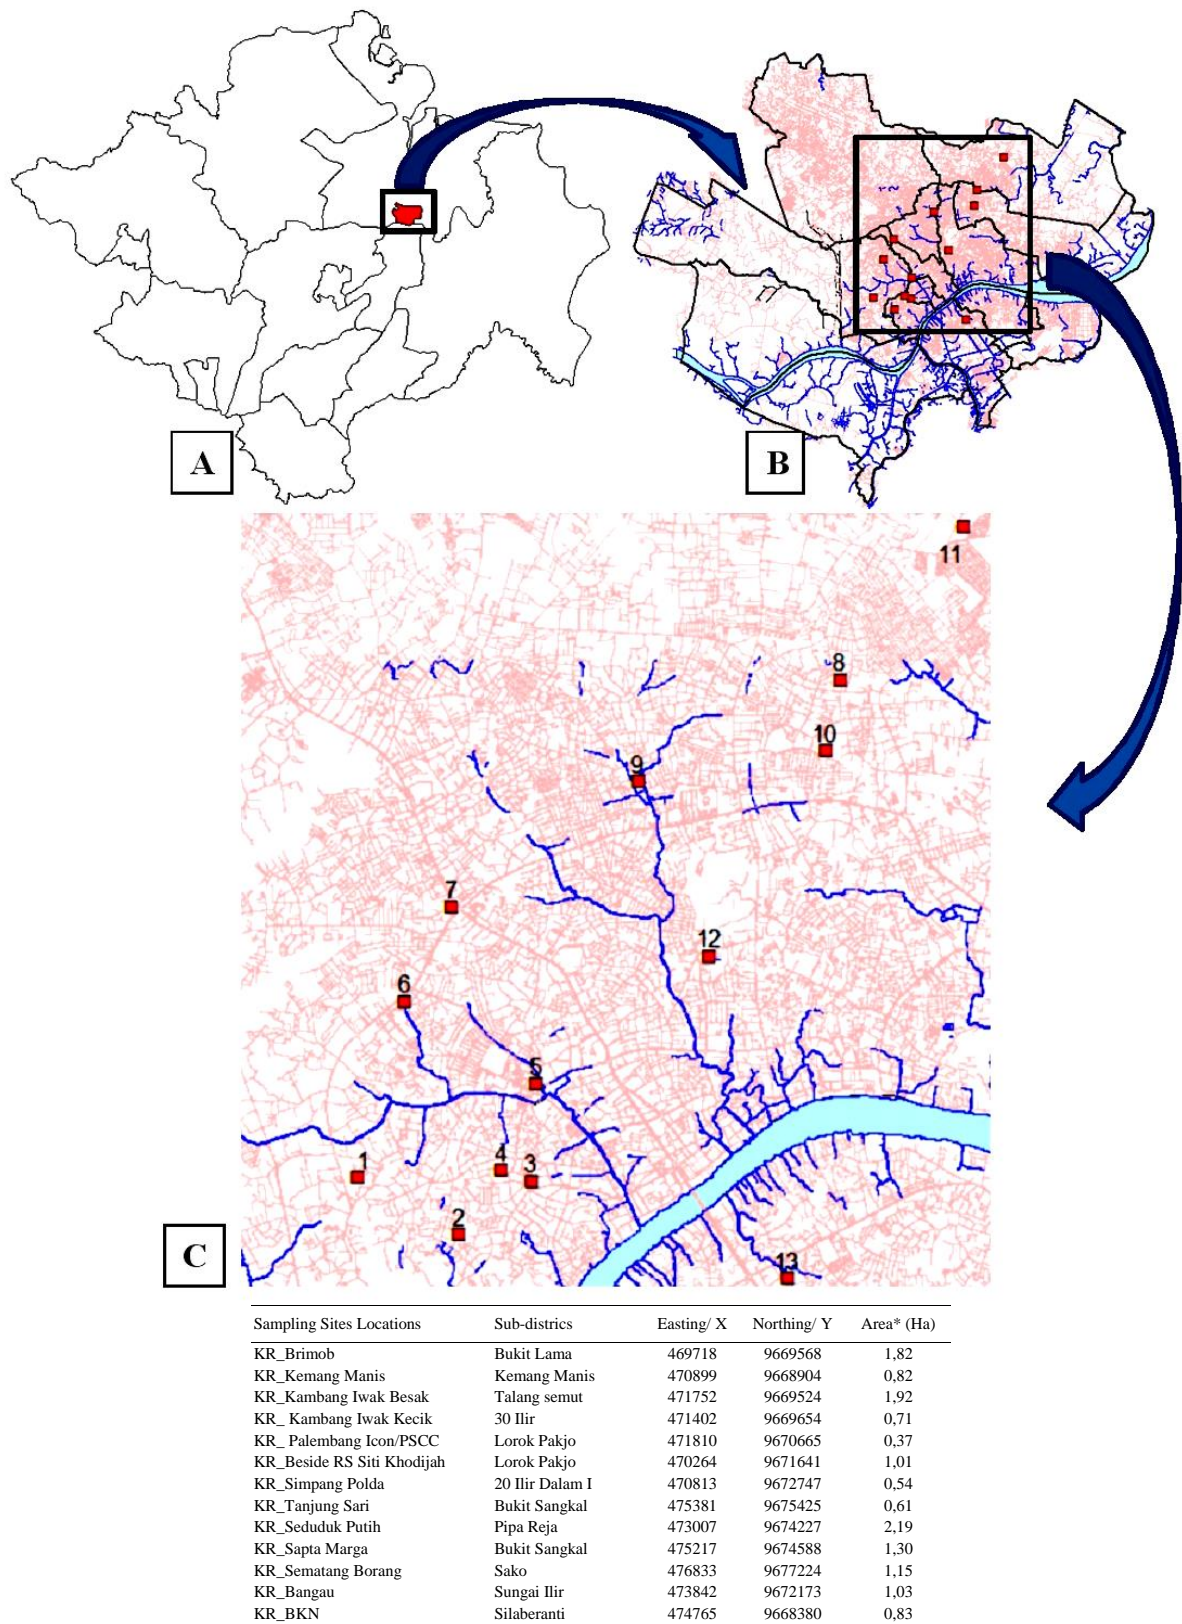 A
B
11
8
10
9
7
12
6
5
1
4
3
2
13
C
Sampling Sites Locations Sub-districs Easting/ X Northing/ Y Area* (Ha)
KR_Brimob Bukit Lama 469718 9669568 1,82
KR_Kemang Manis Kemang Manis 470899 9668904 0,82
KR_Kambang Iwak Besak Talang semut 471752 9669524 1,92
KR_ Kambang Iwak Kecik 30 Ilir 471402 9669654 0,71
KR_ Palembang Icon/PSCC Lorok Pakjo 471810 9670665 0,37
KR_Beside RS Siti Khodijah Lorok Pakjo 470264 9671641 1,01
KR_Simpang Polda 20 Ilir Dalam I 470813 9672747 0,54
KR_Tanjung Sari Bukit Sangkal 475381 9675425 0,61
KR_Seduduk Putih Pipa Reja 473007 9674227 2,19
KR_Sapta Marga Bukit Sangkal 475217 9674588 1,30
KR_Sematang Borang Sako 476833 9677224 1,15
KR_Bangau Sungai Ilir 473842 9672173 1,03
KR_BKN Silaberanti 474765 9668380 0,83